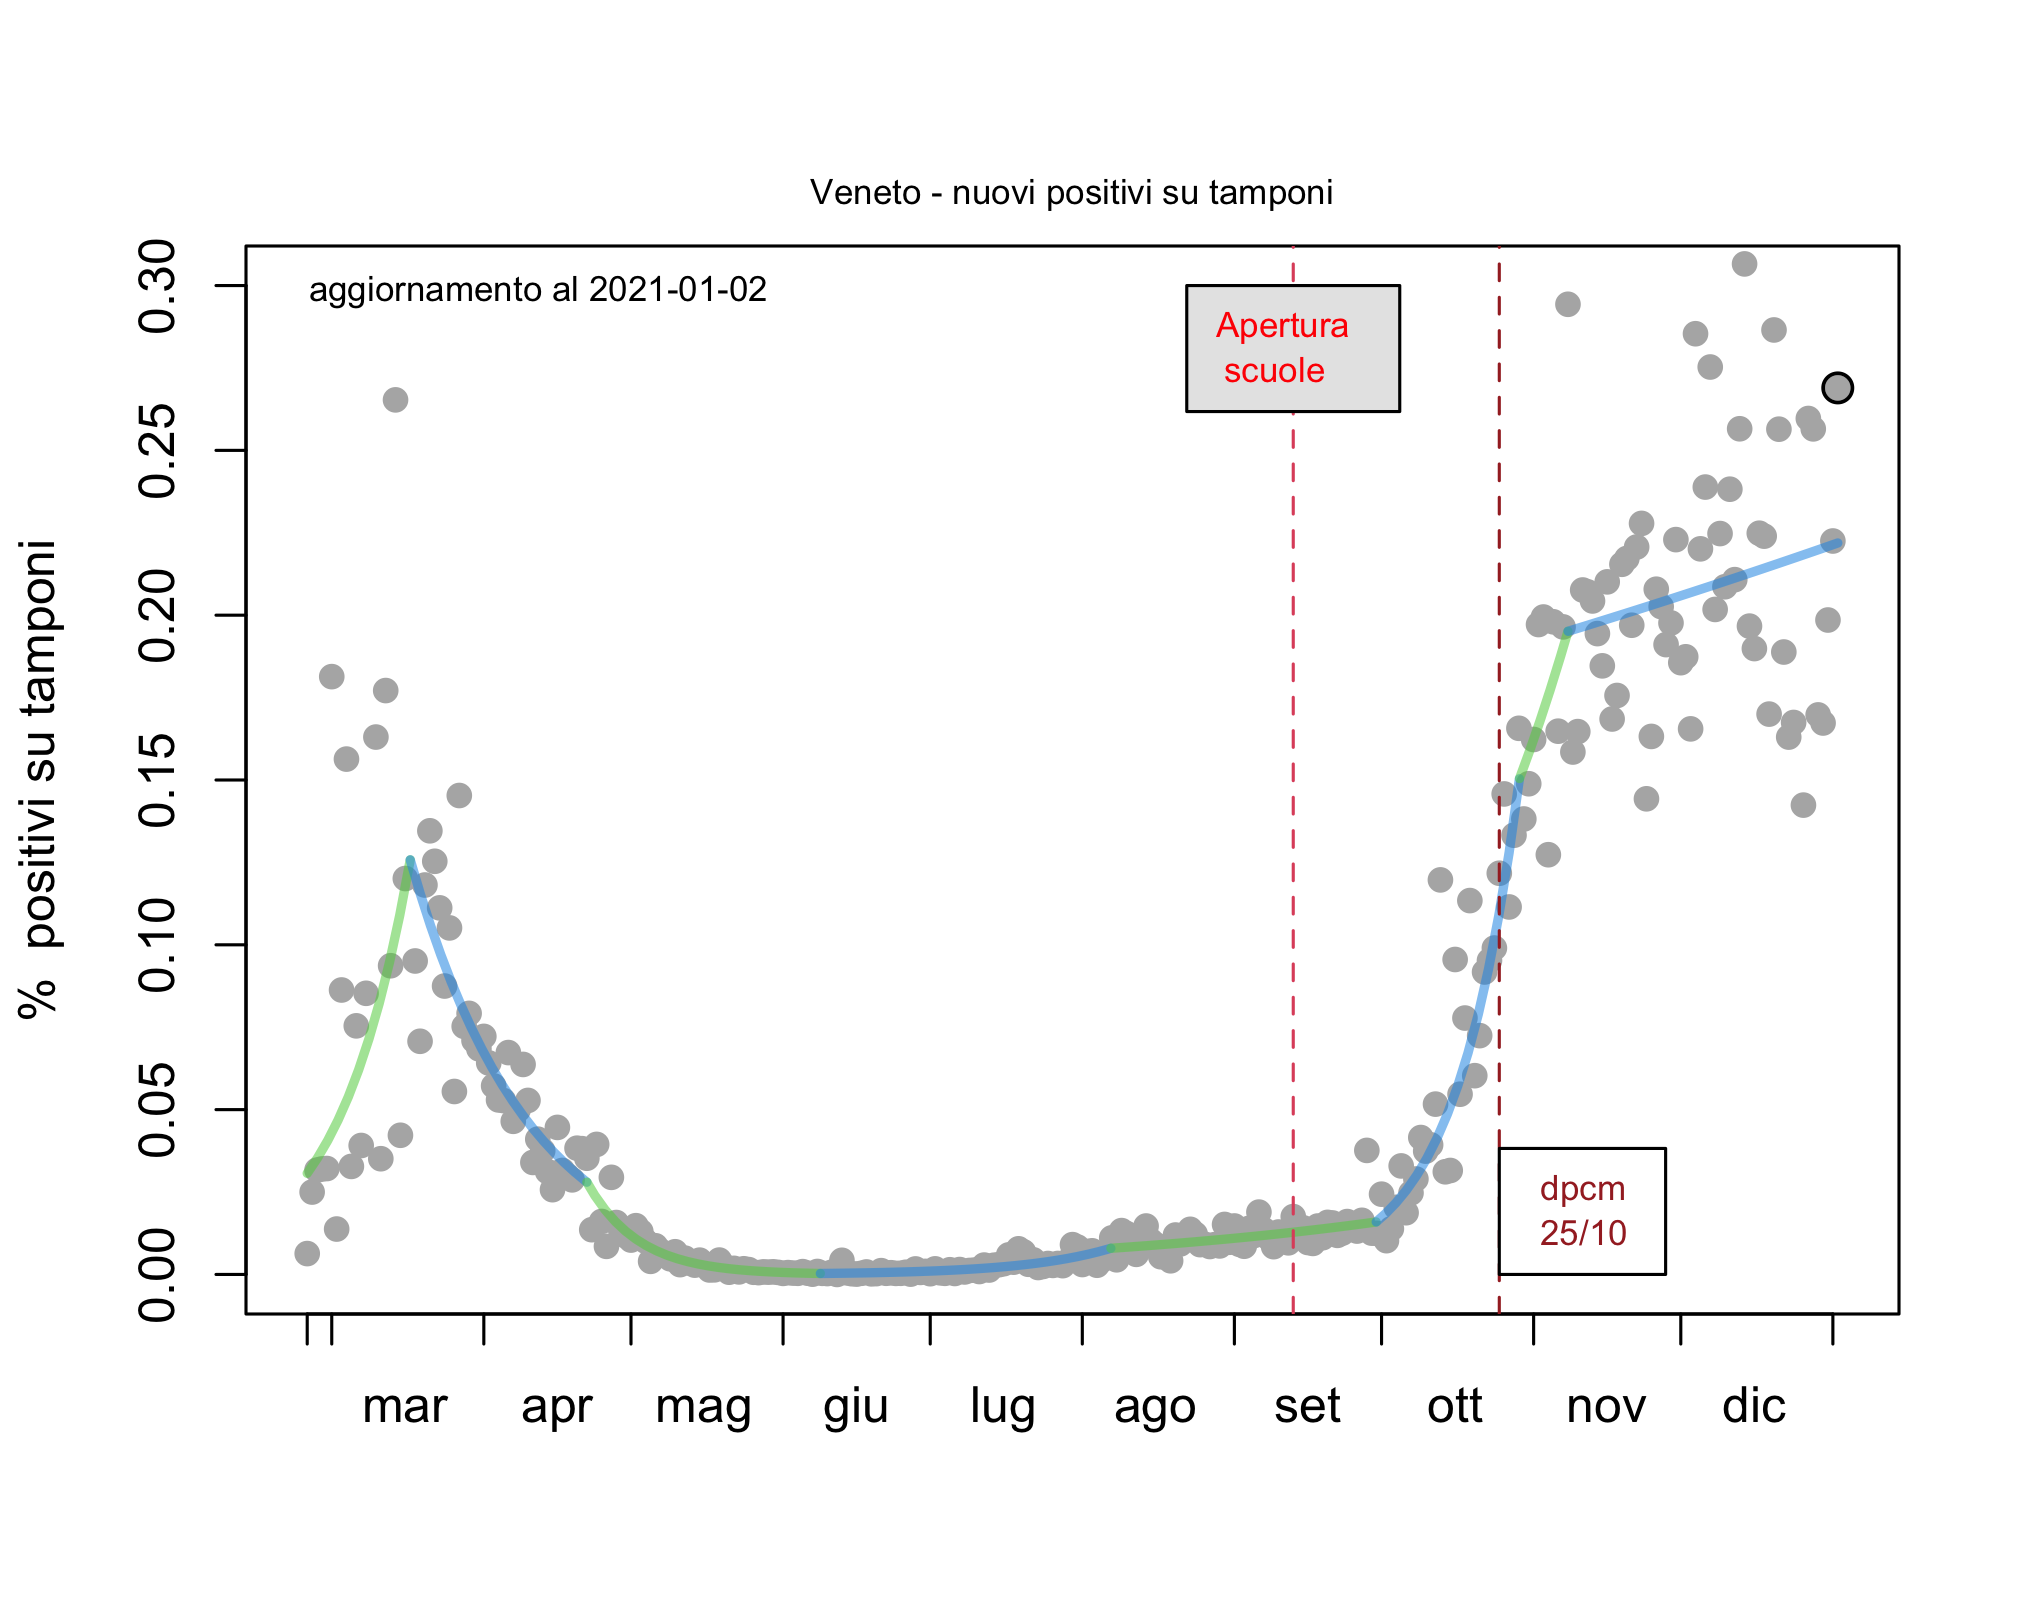 Veneto - nuovi positivi su tamponi
aggiornamento al 2021-01-02
Apertura
scuole
dpcm
25/10
% positivi su tamponi
0.30
0.25
0.20
0.15
0.10
0.05
0.00
mar apr mag giu lug ago set ott nov dic